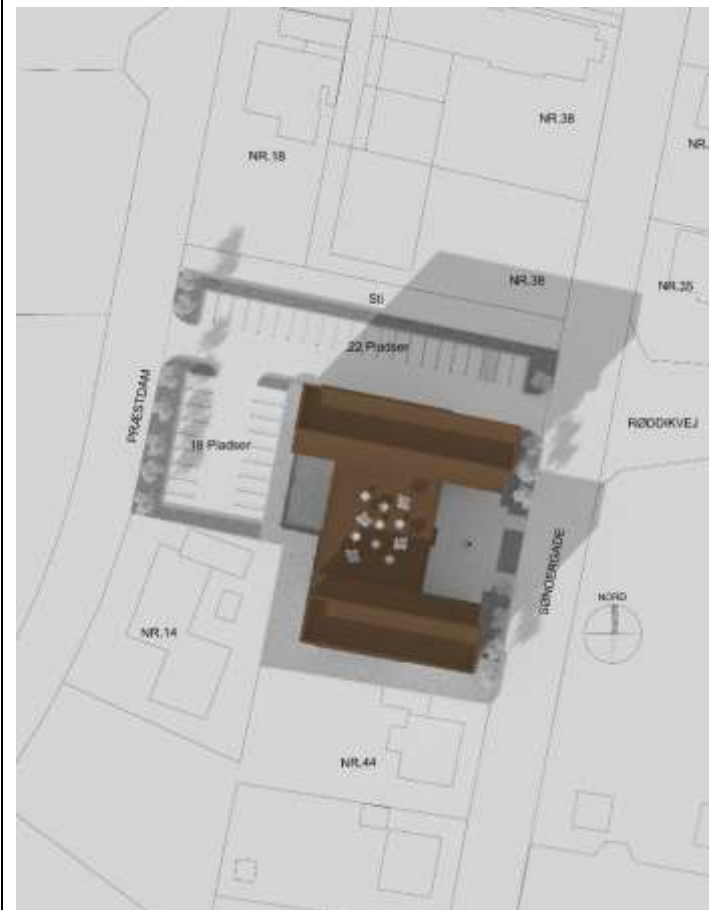 NR.38
NR.18
NR.
NR.38
NR.35
Sti
22 Pladser
PRÆSTDAM
RØDDIKVEJ
18 Pladser
SØNDERGADE
NORD
NR.14
NR.44